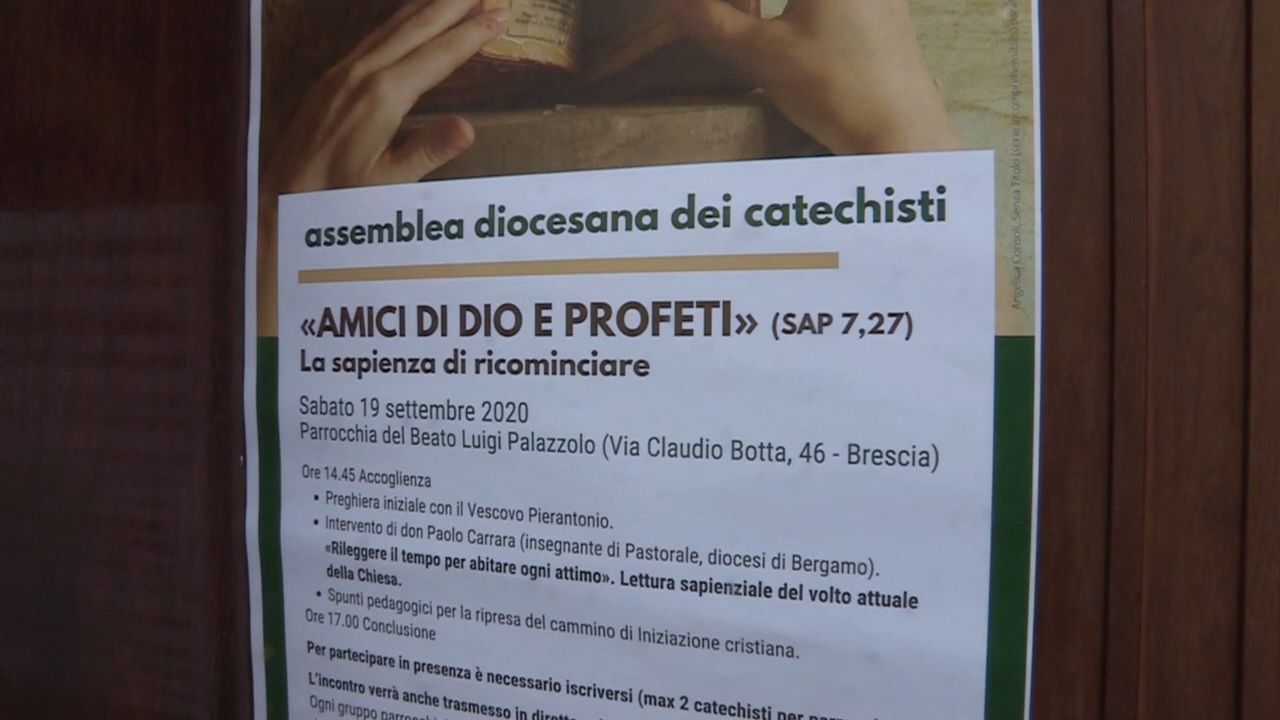 assemblea diocesana dei catechisti
«AMICI DI DIO E PROFETI» (SAP 7,27)
La sapienza di ricominciare
Sabato 19 settembre 2020
Parrocchia del Beato Luigi Palazzolo (Via Claudio Botta, 46 - Brescia)
Ore 14.45 Accoglienza
• Preghiera iniziale con il Vescovo Pierantonio.
• Intervento di don Paolo Carrara (insegnante di Pastorale, diocesi di Bergamo).
«Rileggere il tempo per abitare ogni attimo». Lettura sapienziale del volto attuale
della Chiesa.
• Spunti pedagogici per la ripresa del cammino di Iniziazione cristiana.
Ore 17.00 Conclusione
Per partecipare in presenza è necessario iscriversi (max 2 catechisti per
L'incontro verrà anche trasmesso in
Ogni gruppo
Angelica Consoli, Senza Titolo